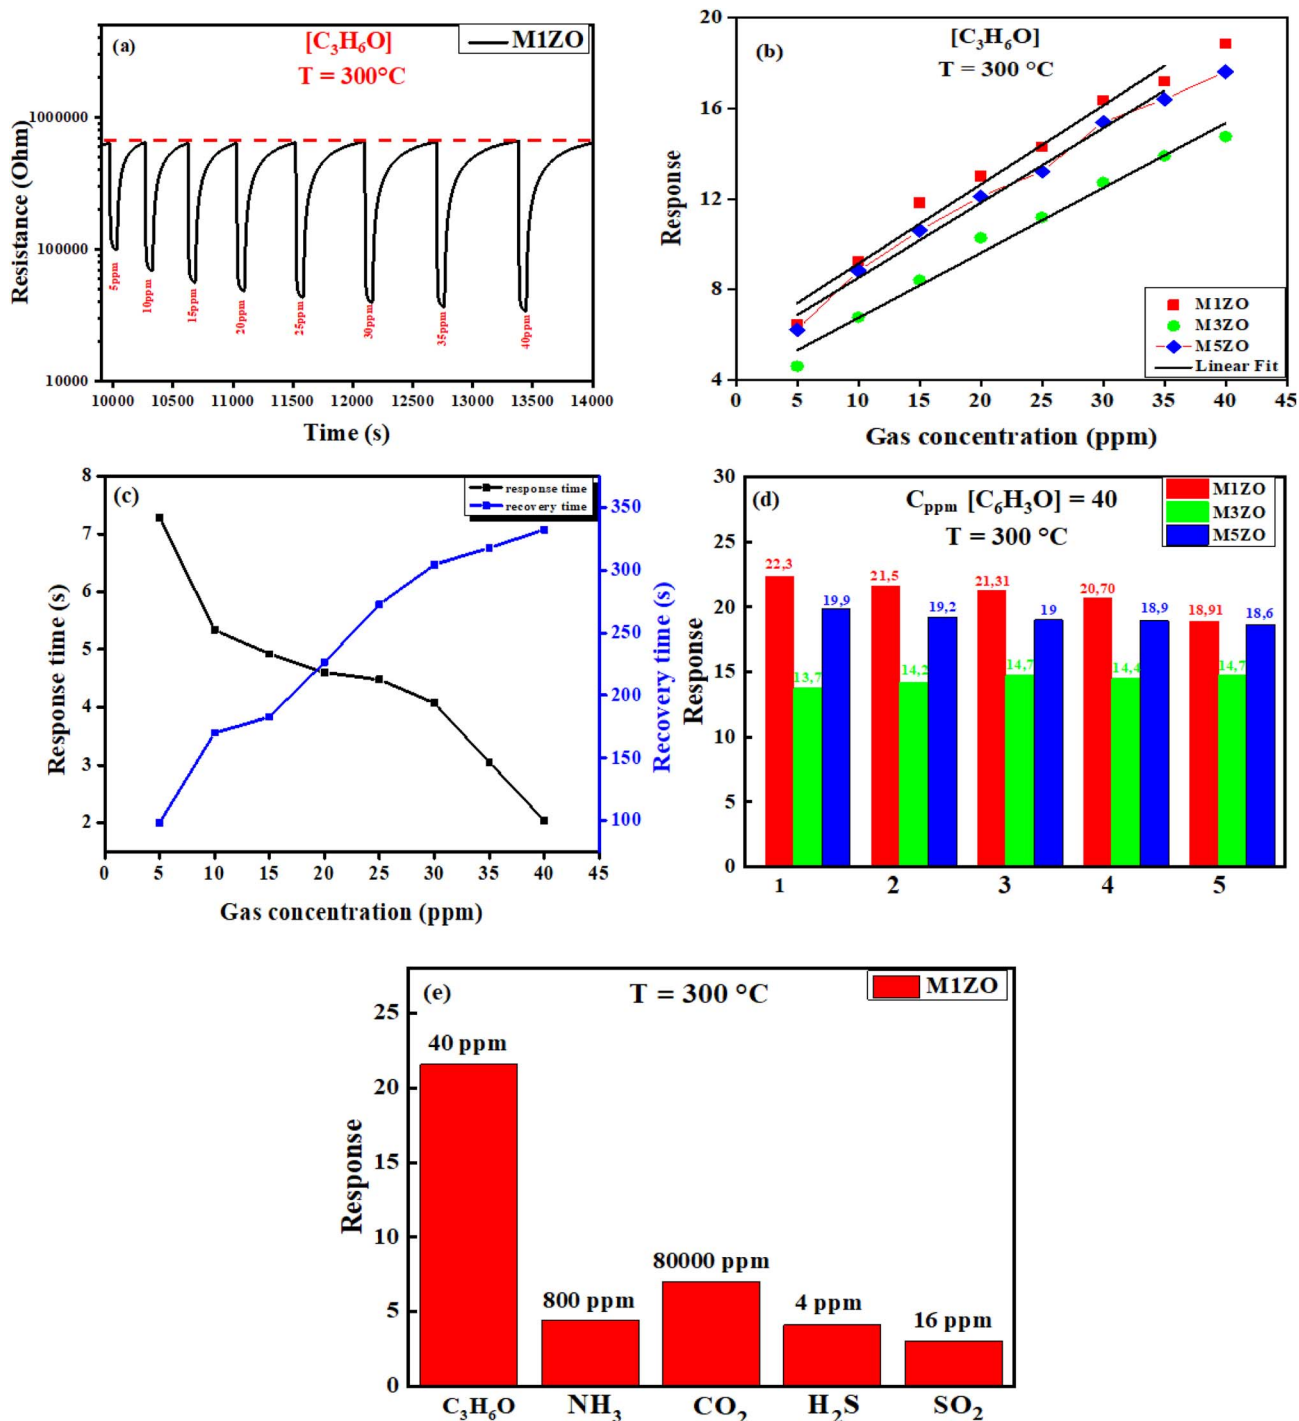 (a)
[C₃H₆O]
T = 300°C
M1ZO
Resistance (Ohm)
1000000
100000
10000
5ppm
10ppm
15ppm
20ppm
25ppm
30ppm
35ppm
40ppm
10000 10500 11000 11500 12000 12500 13000 13500 14000
Time (s)
(b)
[C₃H₆O]
T = 300 °C
Response
20
16
12
8
4
M1ZO
M3ZO
M5ZO
Linear Fit
0 5 10 15 20 25 30 35 40 45
Gas concentration (ppm)
(c)
response time
recovery time
Response time (s)
8
7
6
5
4
3
2
Recovery time (s)
350
300
250
200
150
100
0 5 10 15 20 25 30 35 40 45
Gas concentration (ppm)
(d)
Cppm [C₆H₃O] = 40
T = 300 °C
M1ZO
M3ZO
M5ZO
Response
30
25
20
15
10
5
0
22,3 13,7 19,9
21,5 14,2 19,2
21,31 14,7 19
20,70 14,4 18,9
18,91 14,7 18,6
1 2 3 4 5
(e)
T = 300 °C
M1ZO
Response
25
20
15
10
5
0
40 ppm
800 ppm
80000 ppm
4 ppm
16 ppm
C₃H₆O NH₃ CO₂ H₂S SO₂